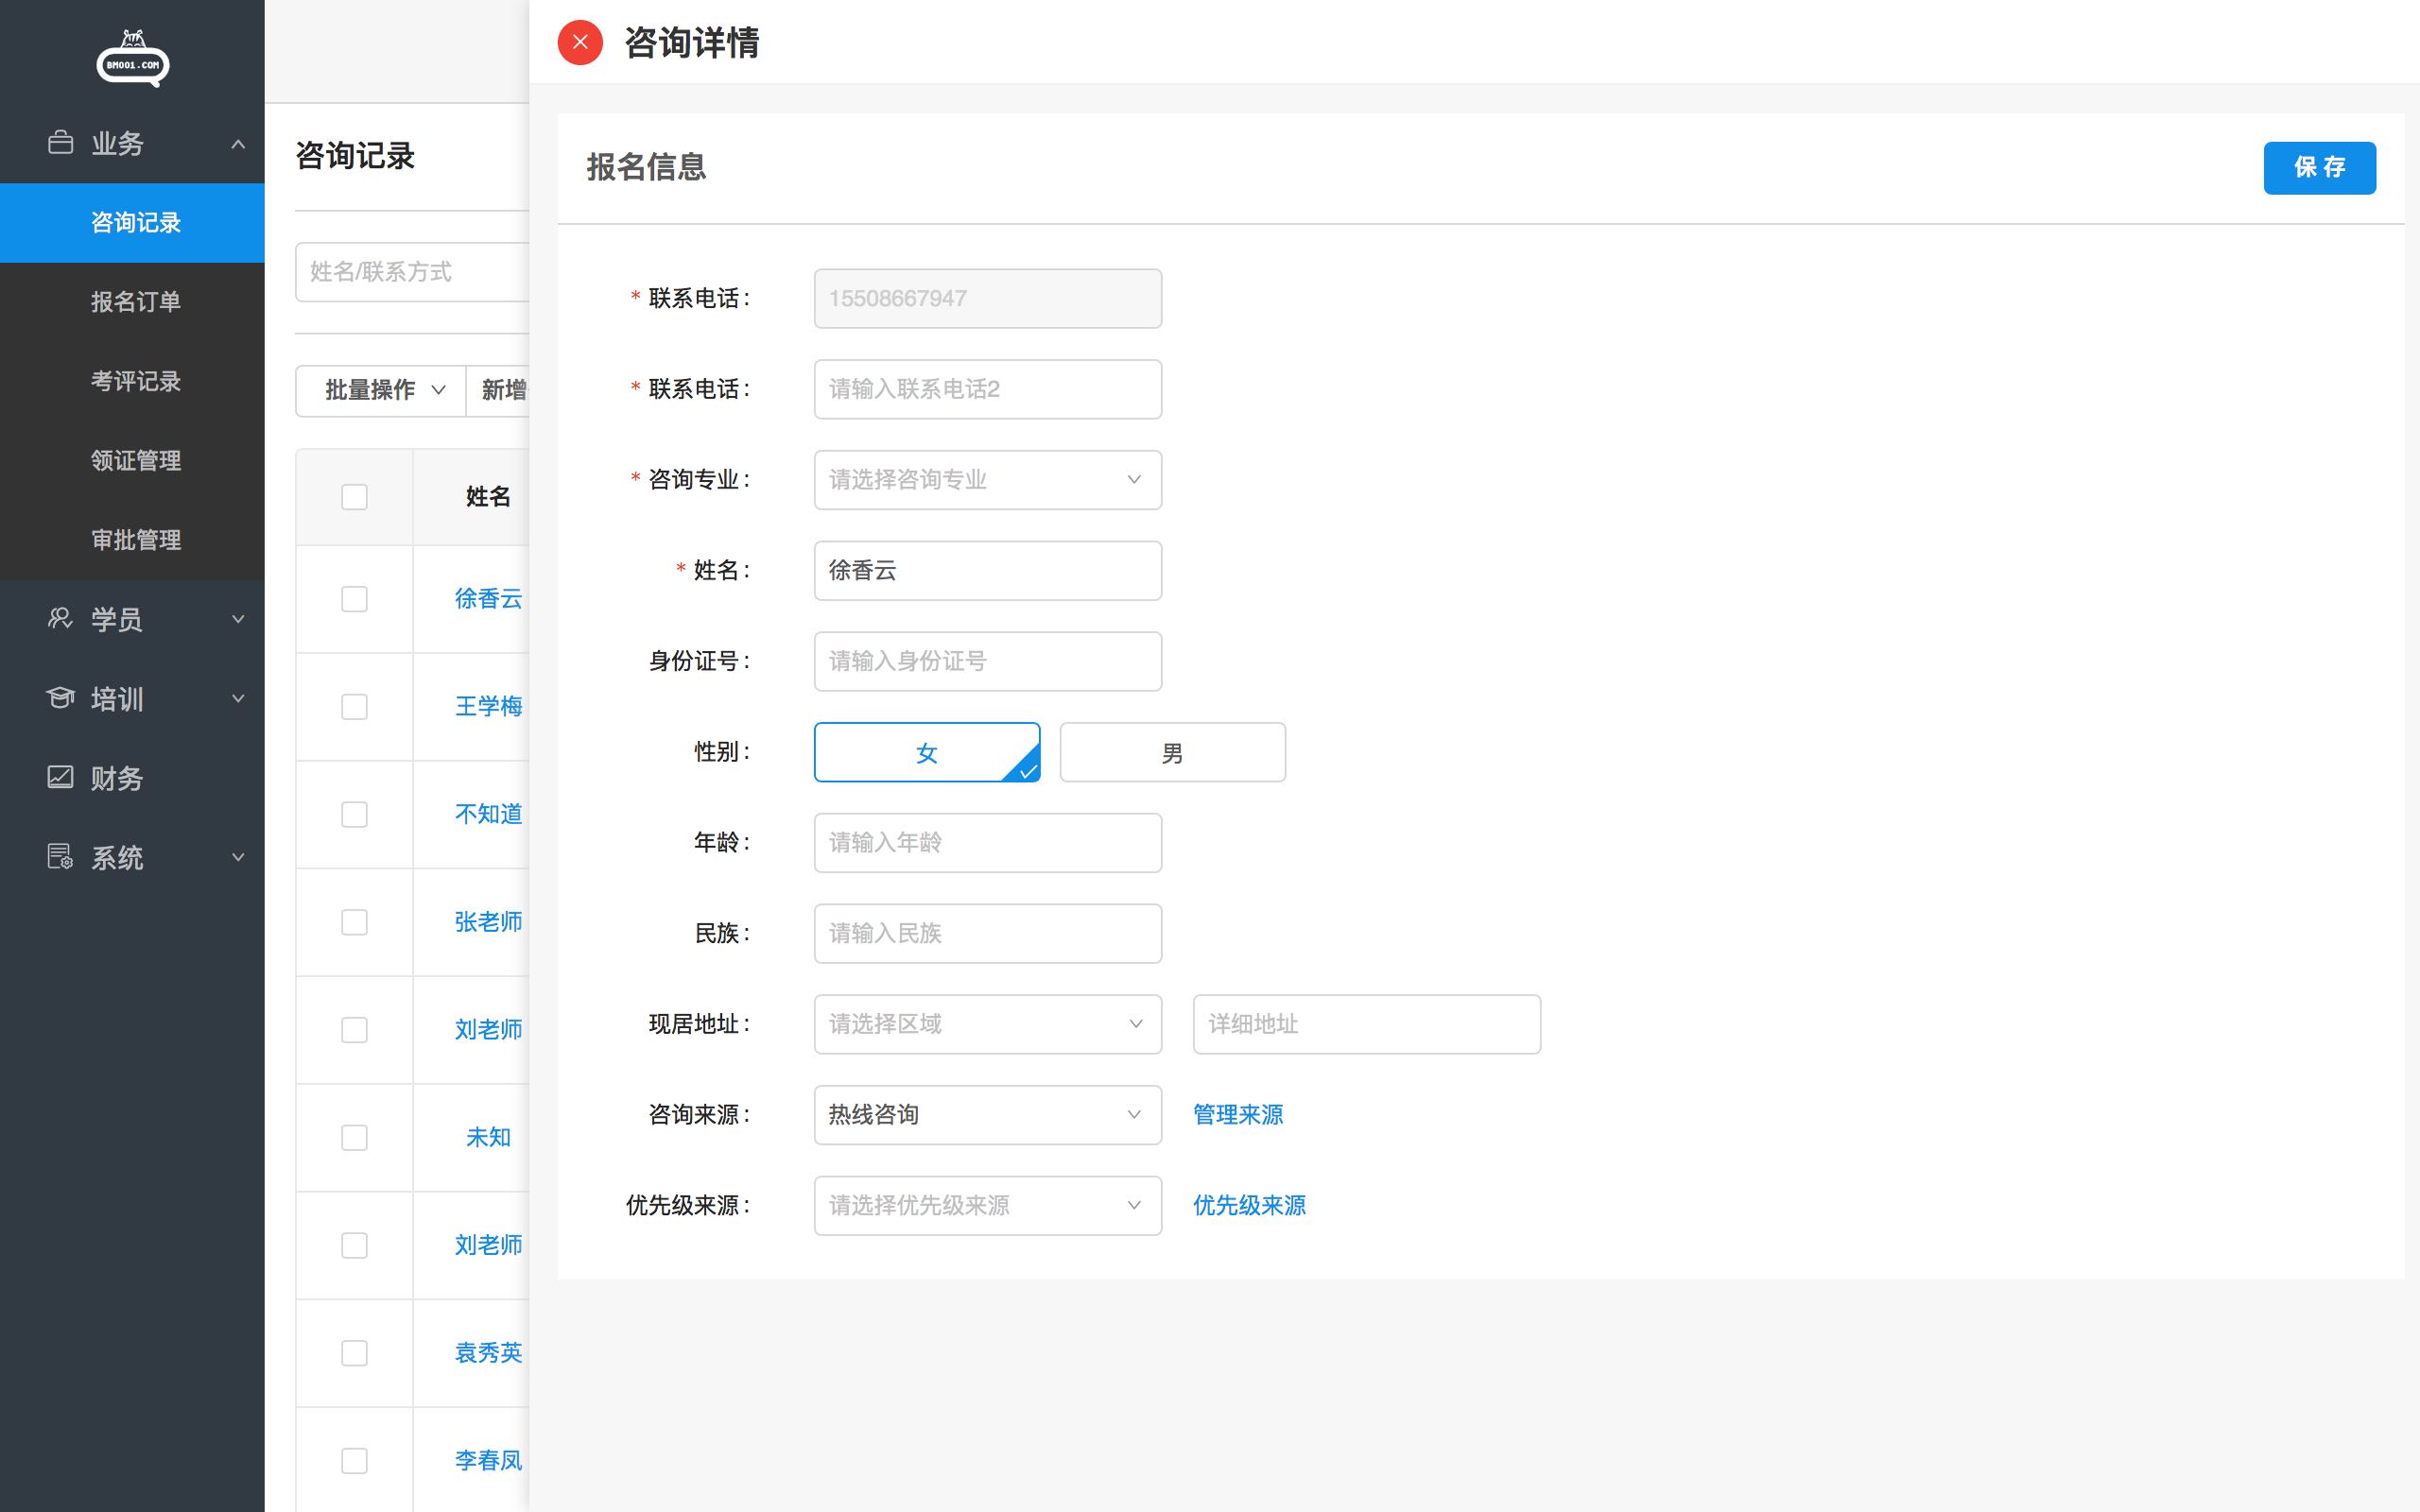 BM001.COM
业务
咨询记录
报名订单
考评记录
领证管理
审批管理
学员
培训
财务
系统
咨询记录
姓名/联系方式
批量操作
新增
姓名
徐香云
王学梅
不知道
张老师
刘老师
未知
刘老师
袁秀英
李春凤
咨询详情
报名信息
保 存
* 联系电话: 15508667947
* 联系电话: 请输入联系电话2
* 咨询专业: 请选择咨询专业
* 姓名: 徐香云
身份证号: 请输入身份证号
性别: 女 男
年龄: 请输入年龄
民族: 请输入民族
现居地址: 请选择区域 详细地址
咨询来源: 热线咨询 管理来源
优先级来源: 请选择优先级来源 优先级来源